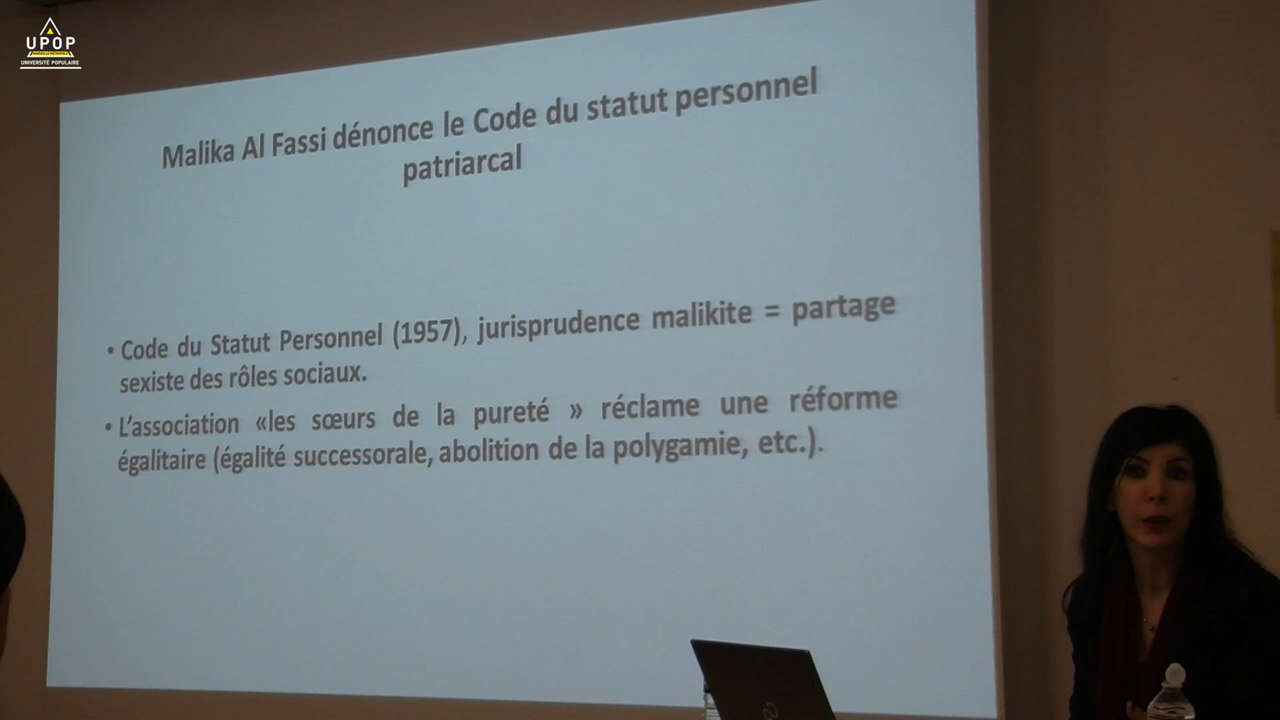 UPOP
UNIVERSITÉ POPULAIRE
Malika Al Fassi dénonce le Code du statut personnel
patriarcal
• Code du Statut Personnel (1957), jurisprudence malikite = partage
sexiste des rôles sociaux.
• L'association «les sœurs de la pureté » réclame une réforme
égalitaire (égalité successorale, abolition de la polygamie, etc.).